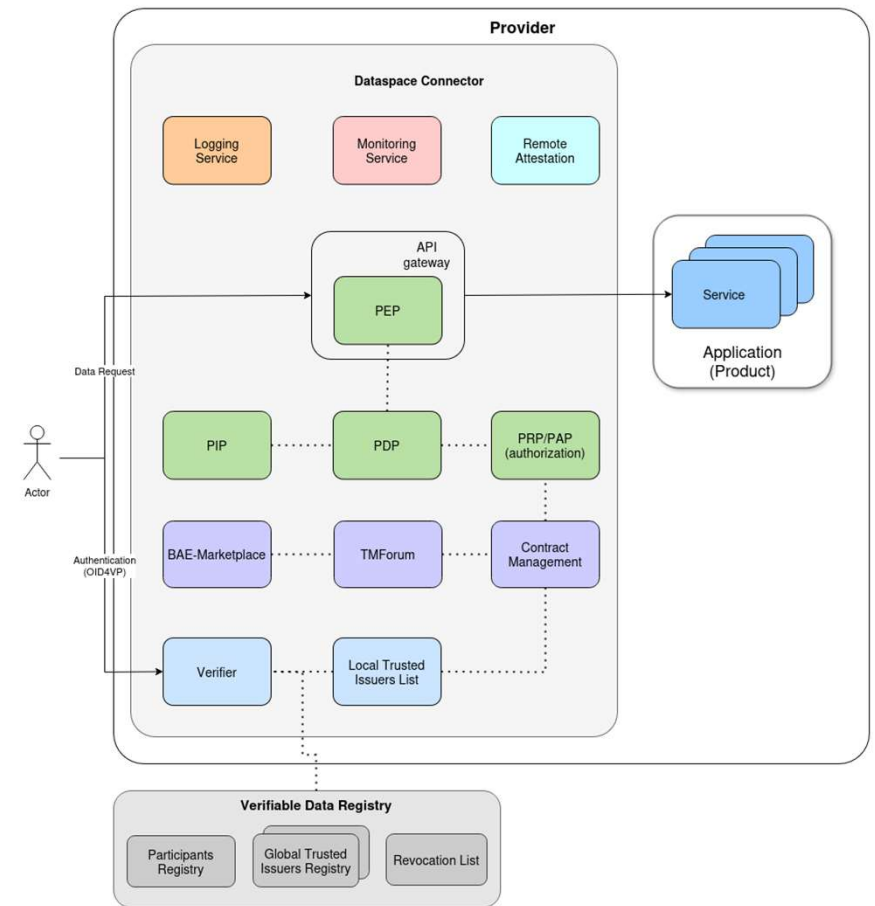 Provider
Dataspace Connector
Logging
Service
Monitoring
Service
Remote
Attestation
API
gateway
PEP
Service
Application
(Product)
Data Request
PIP
PDP
PRP/PAP
(authorization)
Actor
BAE-Marketplace
TMForum
Contract
Management
Authentication
(OID4VP)
Verifier
Local Trusted
Issuers List
Verifiable Data Registry
Participants
Registry
Global Trusted
Issuers Registry
Revocation List